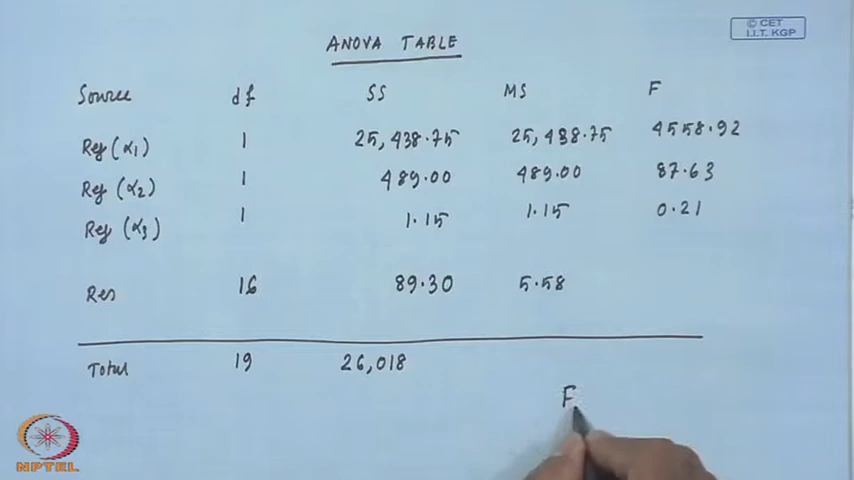 © CET
I.I.T. KGP
ANOVA TABLE
Source df SS MS F
Reg (α1) 1 25,438.75 25,438.75 4558.92
Reg (α2) 1 489.00 489.00 87.63
Reg (α3) 1 1.15 1.15 0.21
Res 16 89.30 5.58
Total 19 26,018
F
NPTEL